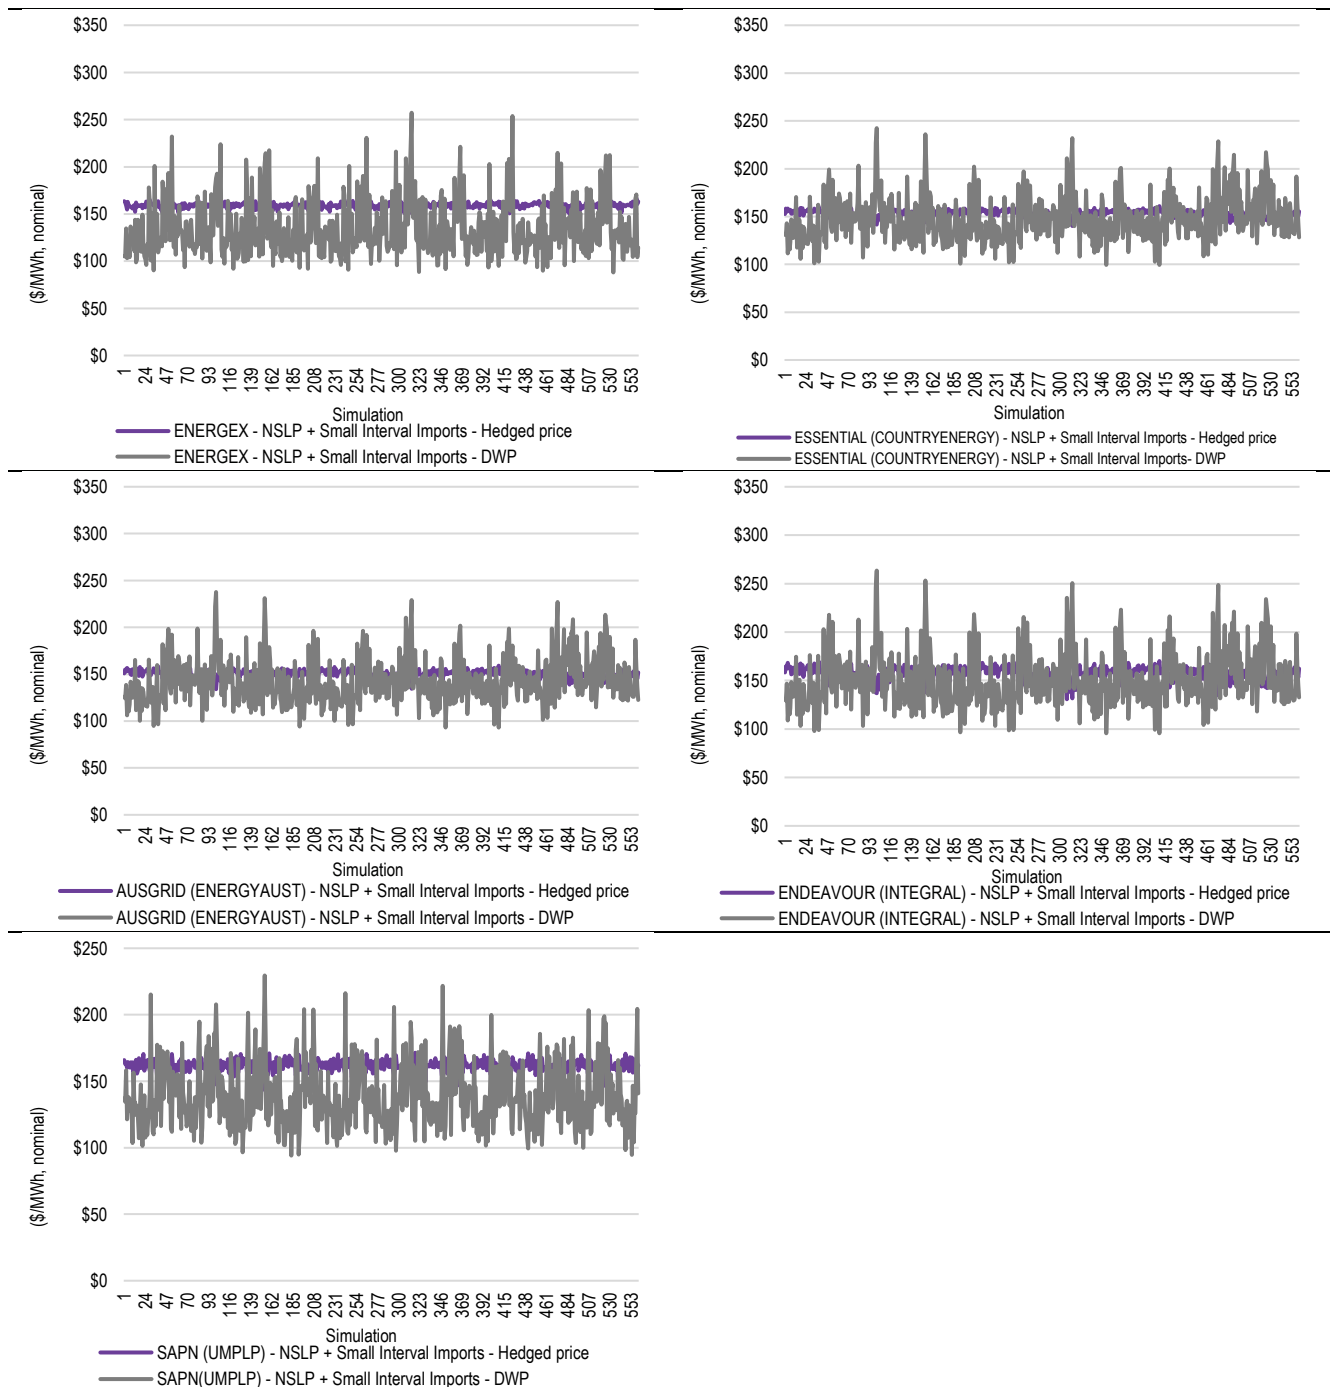 $350
$300
$250
$200
$150
$100
$50
$0
($/MWh, nominal)
1 24 47 70 93 116 139 162 185 208 231 254 277 300 323 346 369 392 415 438 461 484 507 530 553
Simulation
ENERGEX - NSLP + Small Interval Imports - Hedged price
ENERGEX - NSLP + Small Interval Imports - DWP
$350
$300
$250
$200
$150
$100
$50
$0
($/MWh, nominal)
1 24 47 70 93 116 139 162 185 208 231 254 277 300 323 346 369 392 415 438 461 484 507 530 553
Simulation
ESSENTIAL (COUNTRYENERGY) - NSLP + Small Interval Imports - Hedged price
ESSENTIAL (COUNTRYENERGY) - NSLP + Small Interval Imports- DWP
$350
$300
$250
$200
$150
$100
$50
$0
($/MWh, nominal)
1 24 47 70 93 116 139 162 185 208 231 254 277 300 323 346 369 392 415 438 461 484 507 530 553
Simulation
AUSGRID (ENERGYAUST) - NSLP + Small Interval Imports - Hedged price
AUSGRID (ENERGYAUST) - NSLP + Small Interval Imports - DWP
$350
$300
$250
$200
$150
$100
$50
$0
($/MWh, nominal)
1 24 47 70 93 116 139 162 185 208 231 254 277 300 323 346 369 392 415 438 461 484 507 530 553
Simulation
ENDEAVOUR (INTEGRAL) - NSLP + Small Interval Imports - Hedged price
ENDEAVOUR (INTEGRAL) - NSLP + Small Interval Imports - DWP
$250
$200
$150
$100
$50
$0
($/MWh, nominal)
1 24 47 70 93 116 139 162 185 208 231 254 277 300 323 346 369 392 415 438 461 484 507 530 553
Simulation
SAPN (UMPLP) - NSLP + Small Interval Imports - Hedged price
SAPN(UMPLP) - NSLP + Small Interval Imports - DWP